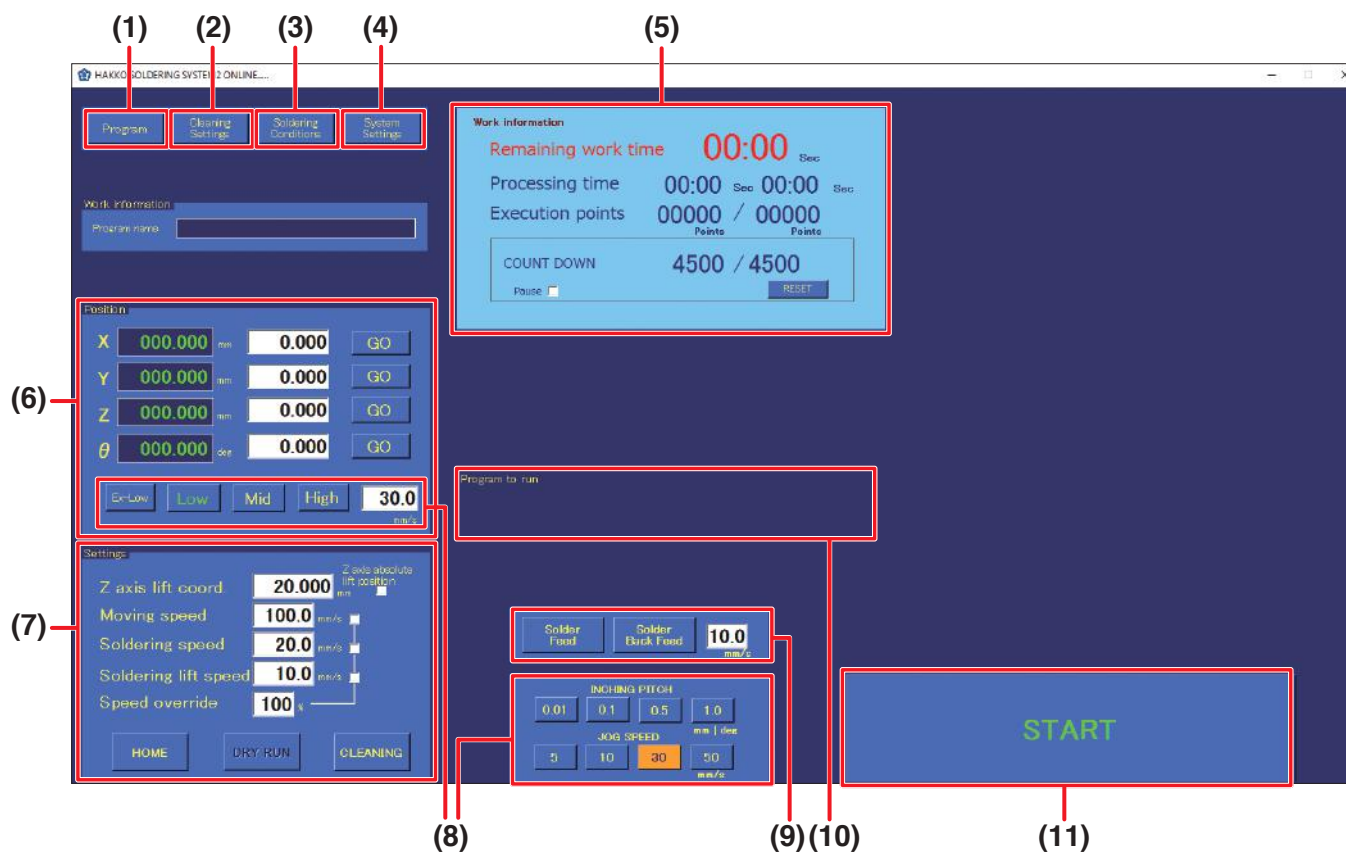 (1) (2) (3) (4) (5)
HAKKO SOLDERING SYSTEM2 ONLINE.....
Program
Cleaning
Settings
Soldering
Conditions
System
Settings
Work information
Program name
Work information
Remaining work time 00:00 Sec
Processing time 00:00 Sec 00:00 Sec
Execution points 00000 / 00000
Points Points
COUNT DOWN 4500 / 4500
Pause RESET
(6)
Position
X 000.000 mm 0.000 GO
Y 000.000 mm 0.000 GO
Z 000.000 mm 0.000 GO
θ 000.000 deg 0.000 GO
Ex-Low Low Mid High 30.0
mm/s
Program to run
(7)
Settings
Z axis lift coord. 20.000 mm
Z axis absolute
lift position
Moving speed 100.0 mm/s
Soldering speed 20.0 mm/s
Soldering lift speed 10.0 mm/s
Speed override 100 %
HOME DRY RUN CLEANING
Solder
Feed
Solder
Back Feed
10.0
mm/s
INCHING PITCH
0.01 0.1 0.5 1.0
mm | deg
JOG SPEED
5 10 30 50
mm/s
START
(8) (9) (10) (11)